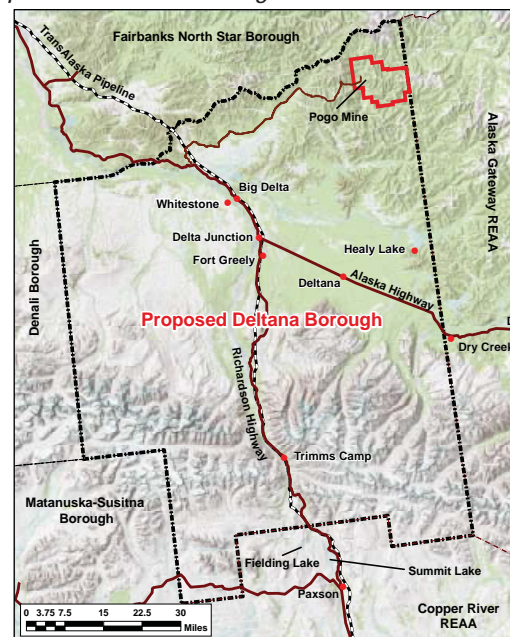 Fairbanks North Star Borough
TransAlaska Pipeline
Pogo Mine
Alaska Gateway REAA
Big Delta
Whitestone
Delta Junction
Healy Lake
Fort Greely
Deltana
Alaska Highway
Denali Borough
Proposed Deltana Borough
Dry Creek
Richardson Highway
Trimms Camp
Matanuska-Susitna
Borough
Fielding Lake
Summit Lake
Paxson
Copper River
REAA
0 3.75 7.5 15 22.5 30
Miles